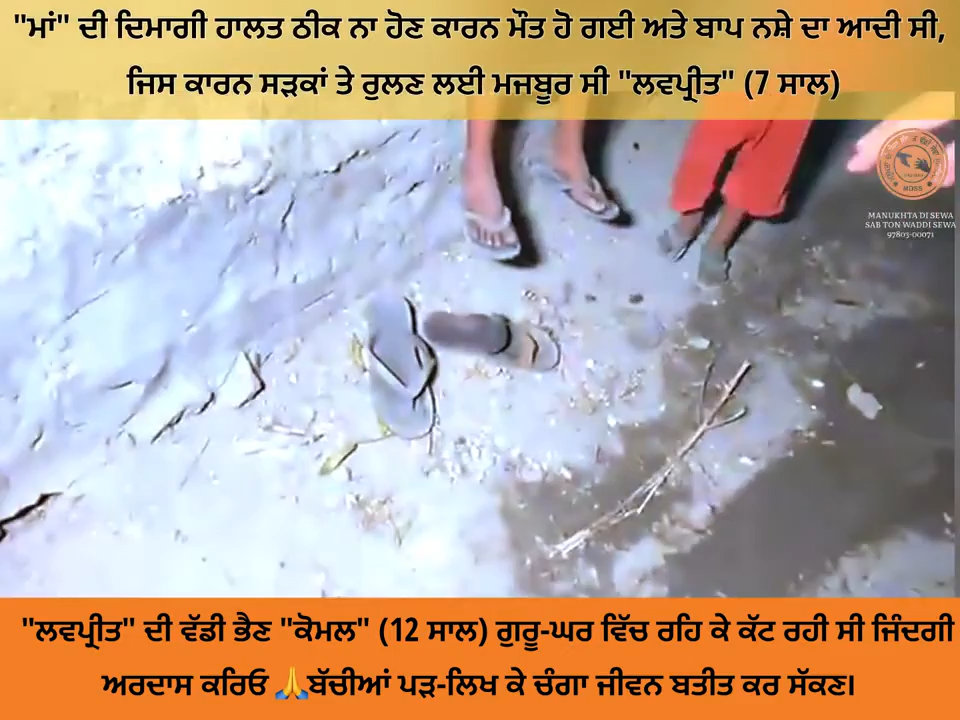 "ਮਾਂ" ਦੀ ਦਿਮਾਗੀ ਹਾਲਤ ਠੀਕ ਨਾ ਹੋਣ ਕਾਰਨ ਮੌਤ ਹੋ ਗਈ ਅਤੇ ਬਾਪ ਨਸ਼ੇ ਦਾ ਆਦੀ ਸੀ,
ਜਿਸ ਕਾਰਨ ਸੜਕਾਂ ਤੇ ਰੁਲਣ ਲਈ ਮਜਬੂਰ ਸੀ "ਲਵਪ੍ਰੀਤ" (7 ਸਾਲ)
MDSS
MANUKHTA DI SEWA
SAB TON WADDI SEWA
97803-00071
"ਲਵਪ੍ਰੀਤ" ਦੀ ਵੱਡੀ ਭੈਣ "ਕੋਮਲ" (12 ਸਾਲ) ਗੁਰੂ-ਘਰ ਵਿੱਚ ਰਹਿ ਕੇ ਕੱਟ ਰਹੀ ਸੀ ਜਿੰਦਗੀ
ਅਰਦਾਸ ਕਰਿਓ 🙏ਬੱਚੀਆਂ ਪੜ-ਲਿਖ ਕੇ ਚੰਗਾ ਜੀਵਨ ਬਤੀਤ ਕਰ ਸੱਕਣ।